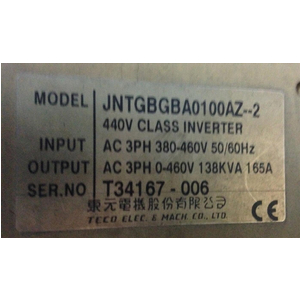 MODEL JNTGBGBA0100AZ--2
440V CLASS INVERTER
INPUT AC 3PH 380-460V 50/60Hz
OUTPUT AC 3PH 0-460V 138KVA 165A
SER.NO T34167 - 006
東元電機股份有限公司
TECO ELEC. & MACH. CO., LTD.
CE